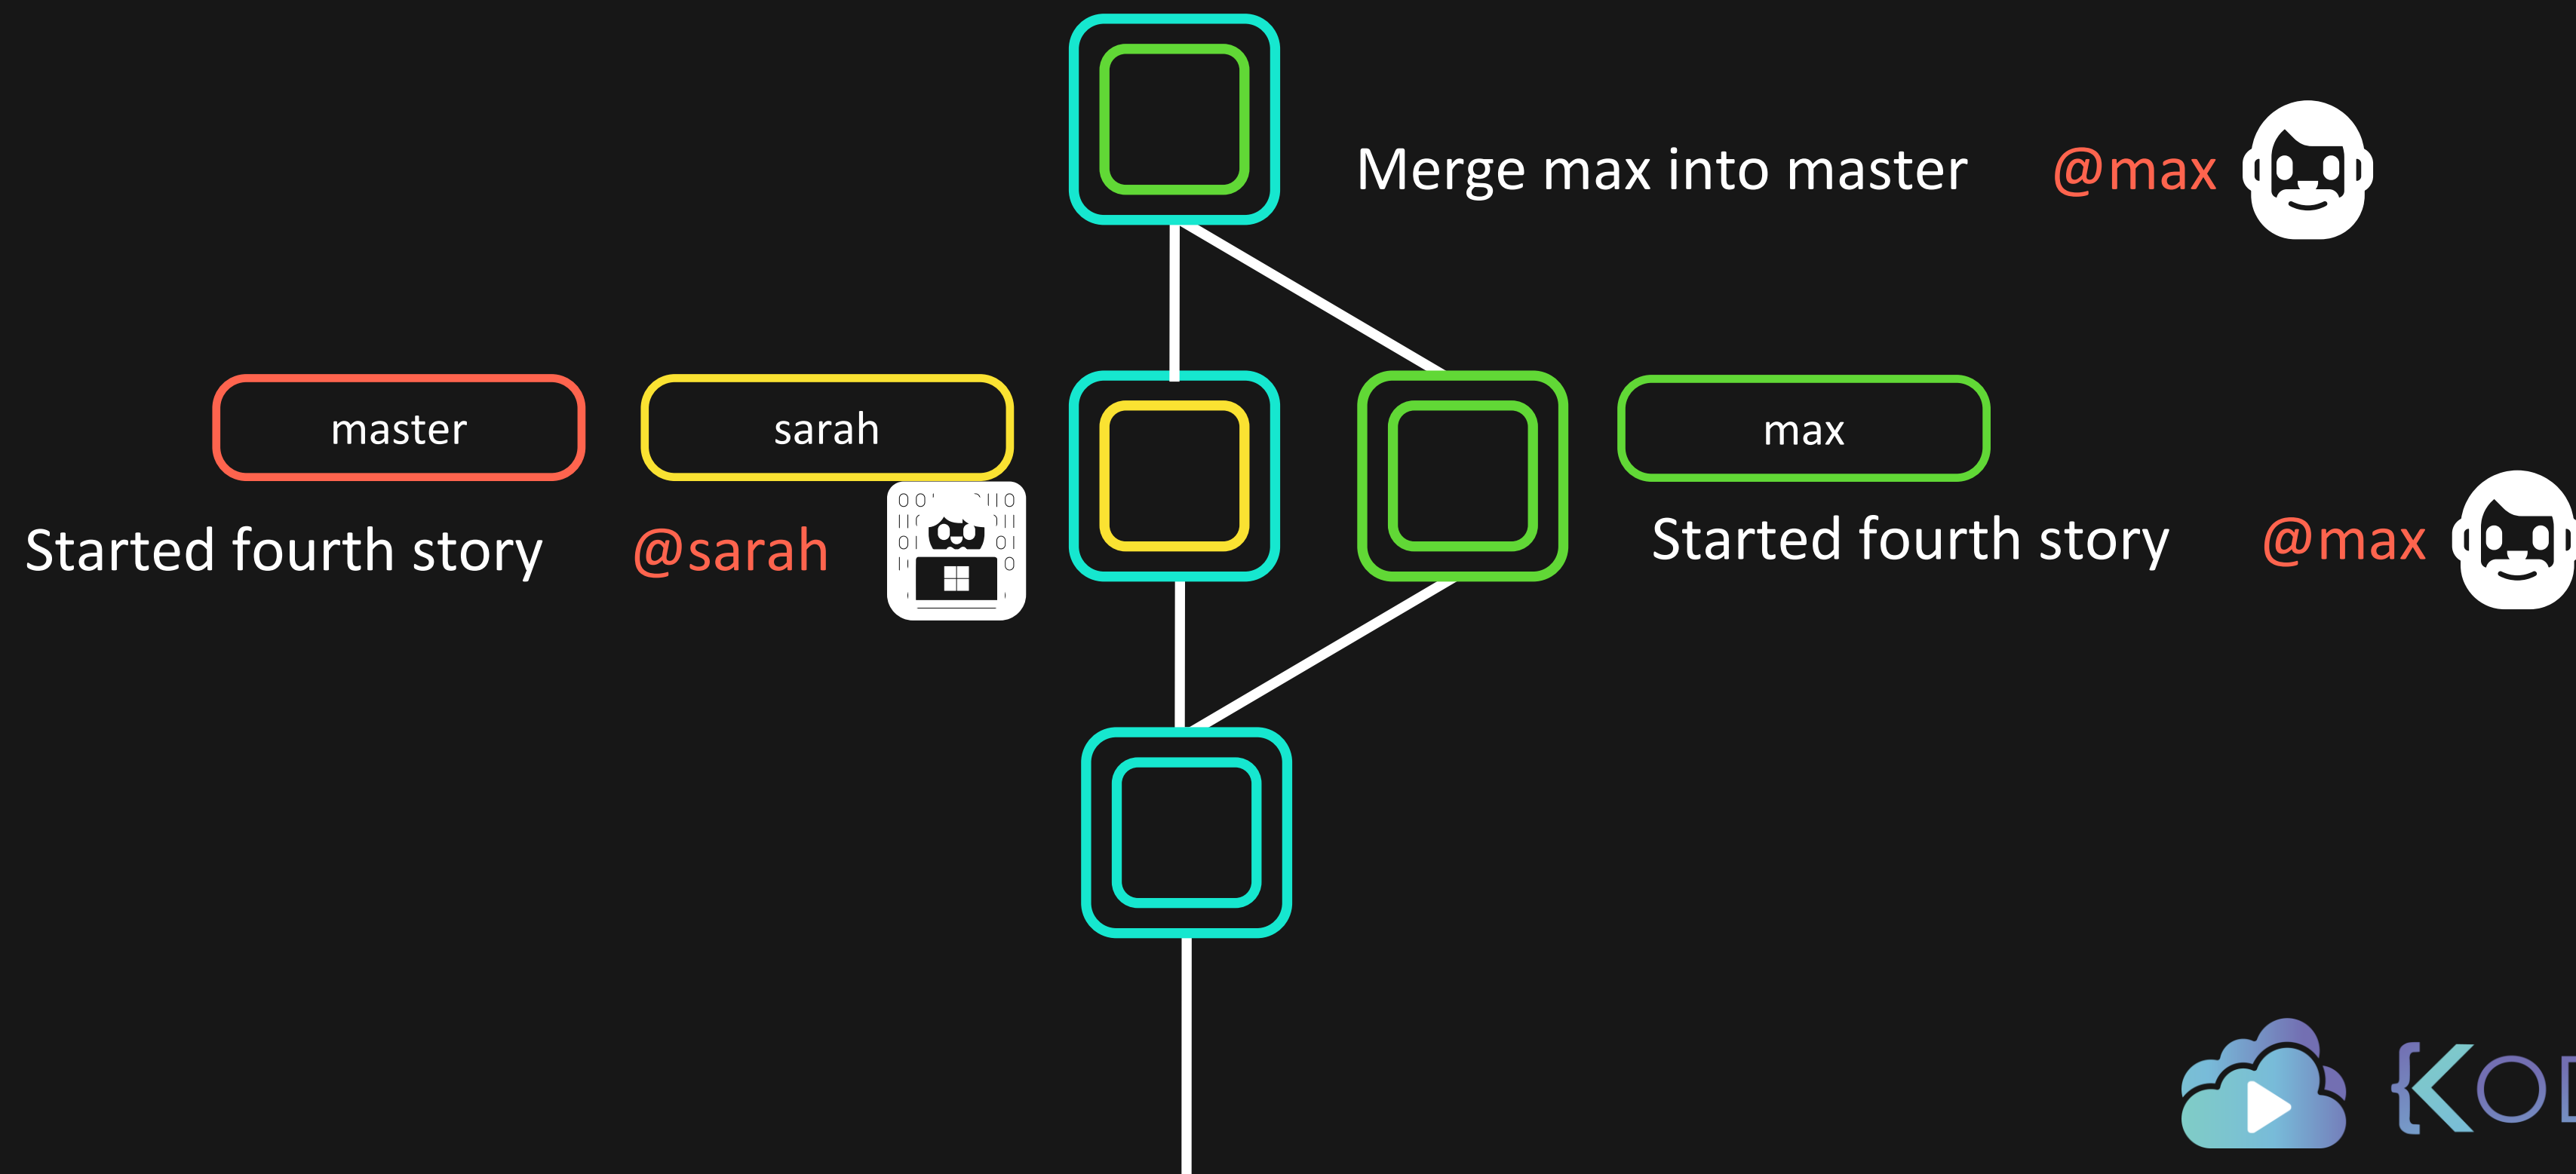 Merge max into master @max
master
sarah
max
Started fourth story @sarah
Started fourth story @max